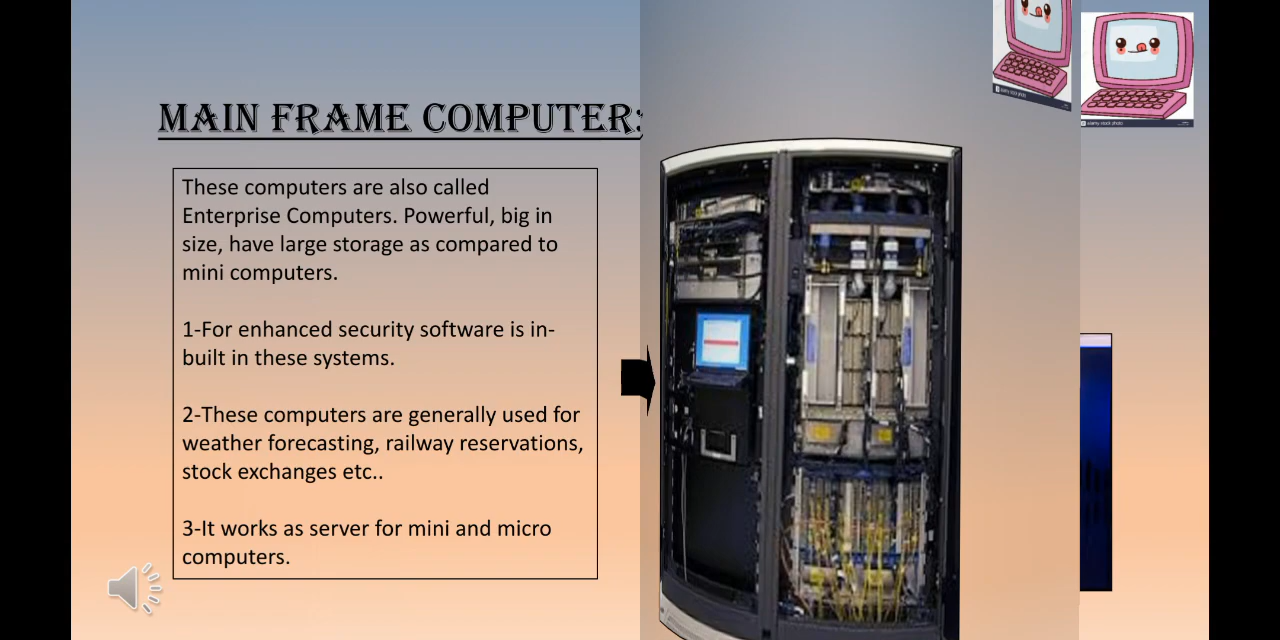 MAIN FRAME COMPUTER:
These computers are also called
Enterprise Computers. Powerful, big in
size, have large storage as compared to
mini computers.
1-For enhanced security software is in-
built in these systems.
2-These computers are generally used for
weather forecasting, railway reservations,
stock exchanges etc..
3-It works as server for mini and micro
computers.
alamy stock photo